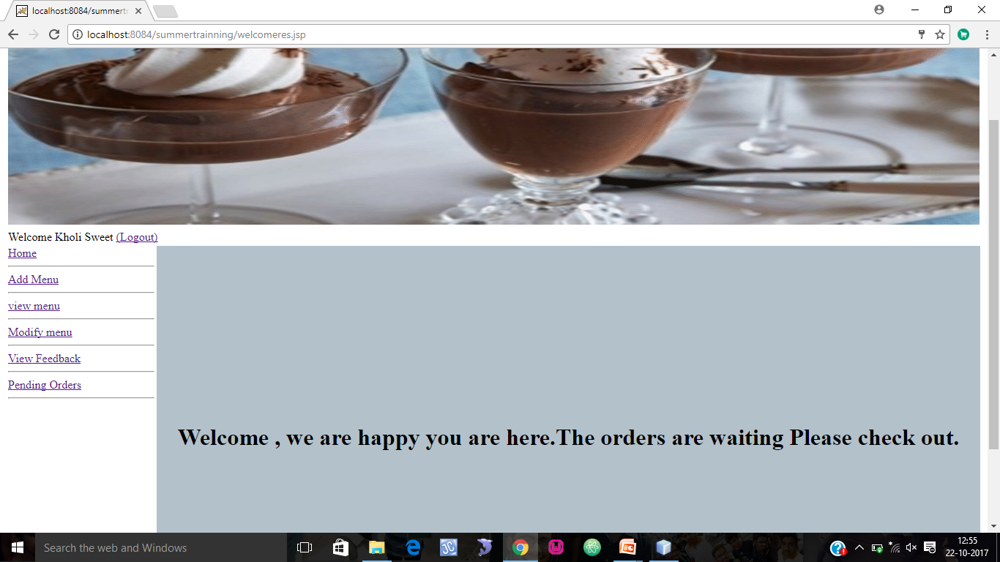 localhost:8084/summertr
localhost:8084/summertrainning/welcomeres.jsp
Welcome Kholi Sweet (Logout)
Home
Add Menu
view menu
Modify menu
View Feedback
Pending Orders
Welcome , we are happy you are here.The orders are waiting Please check out.
Search the web and Windows
12:55
22-10-2017